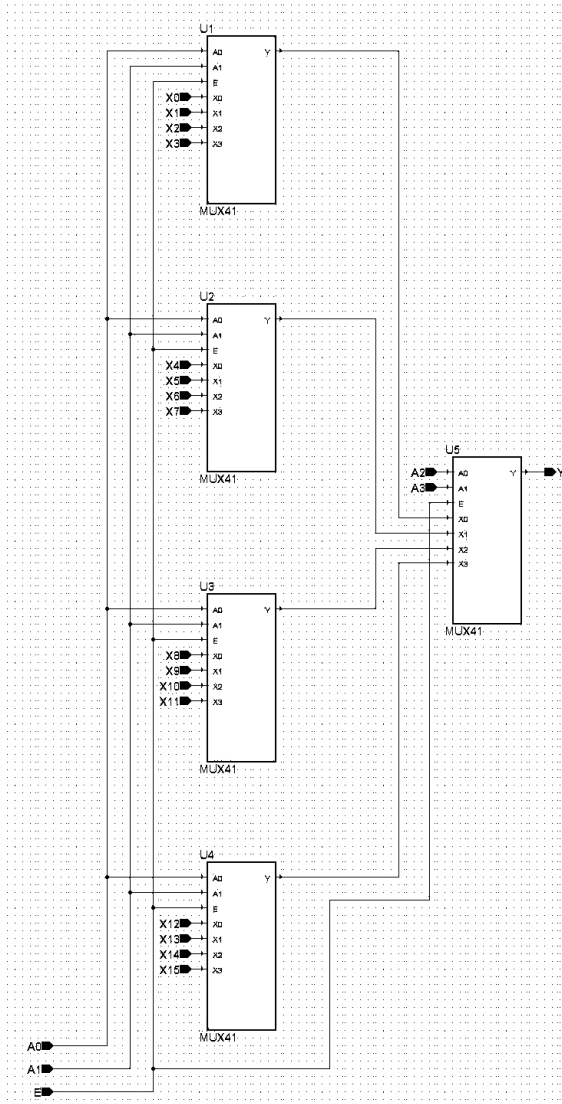 U1
A0 Y
A1
E
X0 X0
X1 X1
X2 X2
X3 X3
MUX41
U2
A0 Y
A1
E
X4 X0
X5 X1
X6 X2
X7 X3
MUX41
U5
A2 A0 Y Y
A3 A1
E
X0
X1
X2
X3
MUX41
U3
A0 Y
A1
E
X8 X0
X9 X1
X10 X2
X11 X3
MUX41
U4
A0 Y
A1
E
X12 X0
X13 X1
X14 X2
X15 X3
MUX41
A0
A1
E